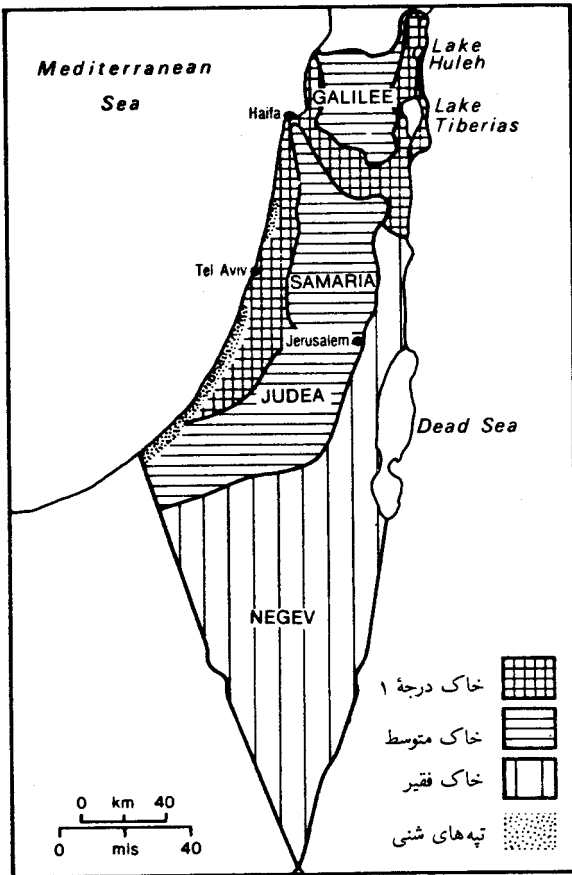 Mediterranean
Sea
Lake
Huleh
Lake
Tiberias
Haifa
GALILEE
Tel Aviv
SAMARIA
Jerusalem
JUDEA
Dead Sea
NEGEV
خاک درجهٔ ۱
خاک متوسط
خاک فقیر
تپه‌های شنی
0 km 40
0 mls 40